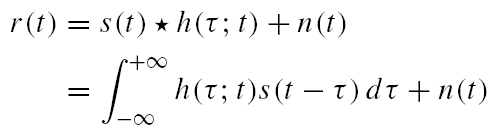 r(t) = s(t) ⋆ h(τ; t) + n(t)
= ∫_{−∞}^{+∞} h(τ; t)s(t − τ) dτ + n(t)